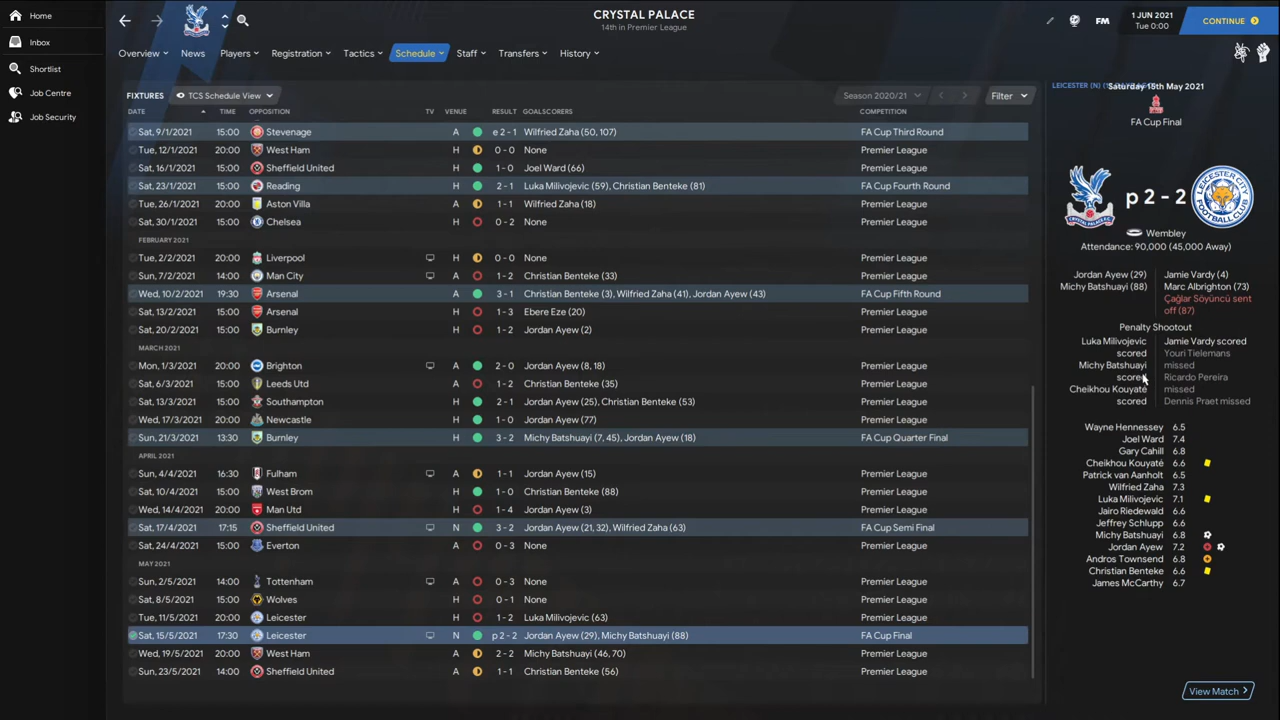 Home
Inbox
Shortlist
Job Centre
Job Security
CRYSTAL PALACE
14th in Premier League
FM
1 JUN 2021
Tue 0:00
CONTINUE
Overview News Players Registration Tactics Schedule Staff Transfers History
FIXTURES TCS Schedule View Season 2020/21 Filter
DATE TIME OPPOSITION TV VENUE RESULT GOALSCORERS COMPETITION
Sat, 9/1/2021 15:00 Stevenage A e 2 - 1 Wilfried Zaha (50, 107) FA Cup Third Round
Tue, 12/1/2021 20:00 West Ham H 0 - 0 None Premier League
Sat, 16/1/2021 15:00 Sheffield United H 1 - 0 Joel Ward (66) Premier League
Sat, 23/1/2021 15:00 Reading H 2 - 1 Luka Milivojevic (59), Christian Benteke (81) FA Cup Fourth Round
Tue, 26/1/2021 20:00 Aston Villa A 1 - 1 Wilfried Zaha (18) Premier League
Sat, 30/1/2021 15:00 Chelsea H 0 - 2 None Premier League
FEBRUARY 2021
Tue, 2/2/2021 20:00 Liverpool H 0 - 0 None Premier League
Sun, 7/2/2021 14:00 Man City A 1 - 2 Christian Benteke (33) Premier League
Wed, 10/2/2021 19:30 Arsenal A 3 - 1 Christian Benteke (3), Wilfried Zaha (41), Jordan Ayew (43) FA Cup Fifth Round
Sat, 13/2/2021 15:00 Arsenal A 1 - 3 Ebere Eze (20) Premier League
Sat, 20/2/2021 15:00 Burnley H 1 - 2 Jordan Ayew (2) Premier League
MARCH 2021
Mon, 1/3/2021 20:00 Brighton A 2 - 0 Jordan Ayew (8, 18) Premier League
Sat, 6/3/2021 15:00 Leeds Utd A 1 - 2 Christian Benteke (35) Premier League
Sat, 13/3/2021 15:00 Southampton H 2 - 1 Jordan Ayew (25), Christian Benteke (53) Premier League
Wed, 17/3/2021 20:00 Newcastle H 1 - 0 Jordan Ayew (77) Premier League
Sun, 21/3/2021 13:30 Burnley H 3 - 2 Michy Batshuayi (7, 45), Jordan Ayew (18) FA Cup Quarter Final
APRIL 2021
Sun, 4/4/2021 16:30 Fulham A 1 - 1 Jordan Ayew (15) Premier League
Sat, 10/4/2021 15:00 West Brom H 1 - 0 Christian Benteke (88) Premier League
Wed, 14/4/2021 20:00 Man Utd H 1 - 4 Jordan Ayew (3) Premier League
Sat, 17/4/2021 17:15 Sheffield United N 3 - 2 Jordan Ayew (21, 32), Wilfried Zaha (63) FA Cup Semi Final
Sat, 24/4/2021 15:00 Everton A 0 - 3 None Premier League
MAY 2021
Sun, 2/5/2021 14:00 Tottenham A 0 - 3 None Premier League
Sat, 8/5/2021 15:00 Wolves H 0 - 1 None Premier League
Tue, 11/5/2021 20:00 Leicester H 1 - 2 Luka Milivojevic (63) Premier League
Sat, 15/5/2021 17:30 Leicester N p 2 - 2 Jordan Ayew (29), Michy Batshuayi (88) FA Cup Final
Wed, 19/5/2021 20:00 West Ham A 2 - 2 Michy Batshuayi (46, 70) Premier League
Sun, 23/5/2021 15:00 Sheffield United A 1 - 1 Christian Benteke (56) Premier League
LEICESTER (N)
Saturday 15th May 2021
FA Cup Final
p 2 - 2
Wembley
Attendance: 90,000 (45,000 Away)
Jordan Ayew (29) Jamie Vardy (4)
Michy Batshuayi (88) Marc Albrighton (73)
Çağlar Söyüncü sent
off (87)
Penalty Shootout
Luka Milivojevic Jamie Vardy scored
scored Youri Tielemans
Michy Batshuayi missed
scored Ricardo Pereira
Cheikhou Kouyaté missed
scored Dennis Praet missed
Wayne Hennessey 6.5
Joel Ward 7.4
Gary Cahill 6.8
Cheikhou Kouyaté 6.6
Patrick van Aanholt 6.5
Wilfried Zaha 7.3
Luka Milivojevic 7.1
Jairo Riedewald 6.6
Jeffrey Schlupp 6.6
Michy Batshuayi 6.8
Jordan Ayew 7.2
Andros Townsend 6.8
Christian Benteke 6.6
James McCarthy 6.7
View Match